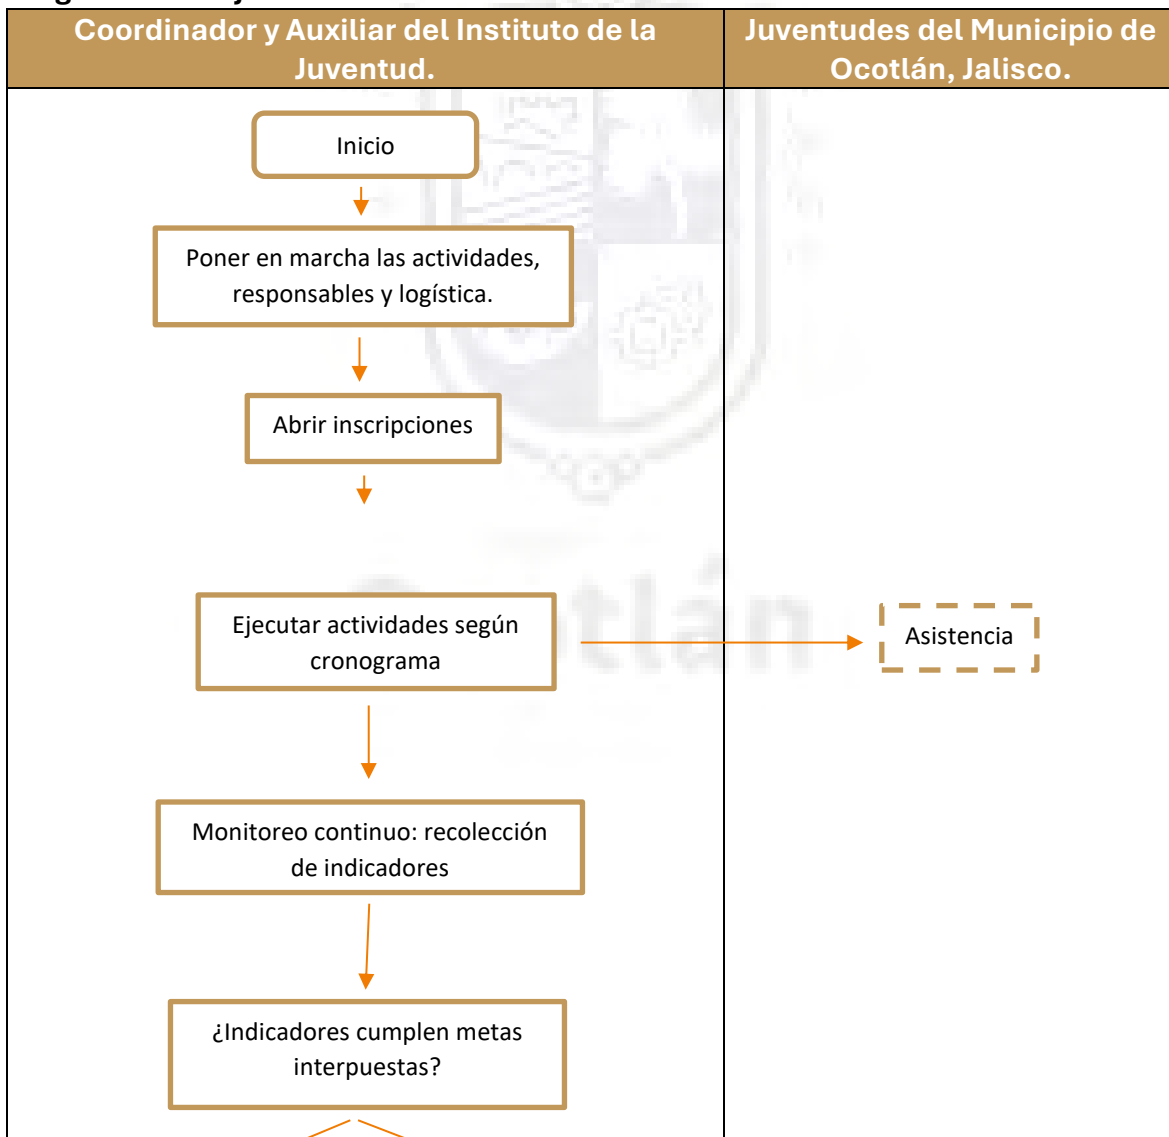 Coordinador y Auxiliar del Instituto de la
Juventud.
Juventudes del Municipio de
Ocotlán, Jalisco.
Inicio
Poner en marcha las actividades,
responsables y logística.
Abrir inscripciones
Ejecutar actividades según
cronograma
Asistencia
Monitoreo continuo: recolección
de indicadores
¿Indicadores cumplen metas
interpuestas?